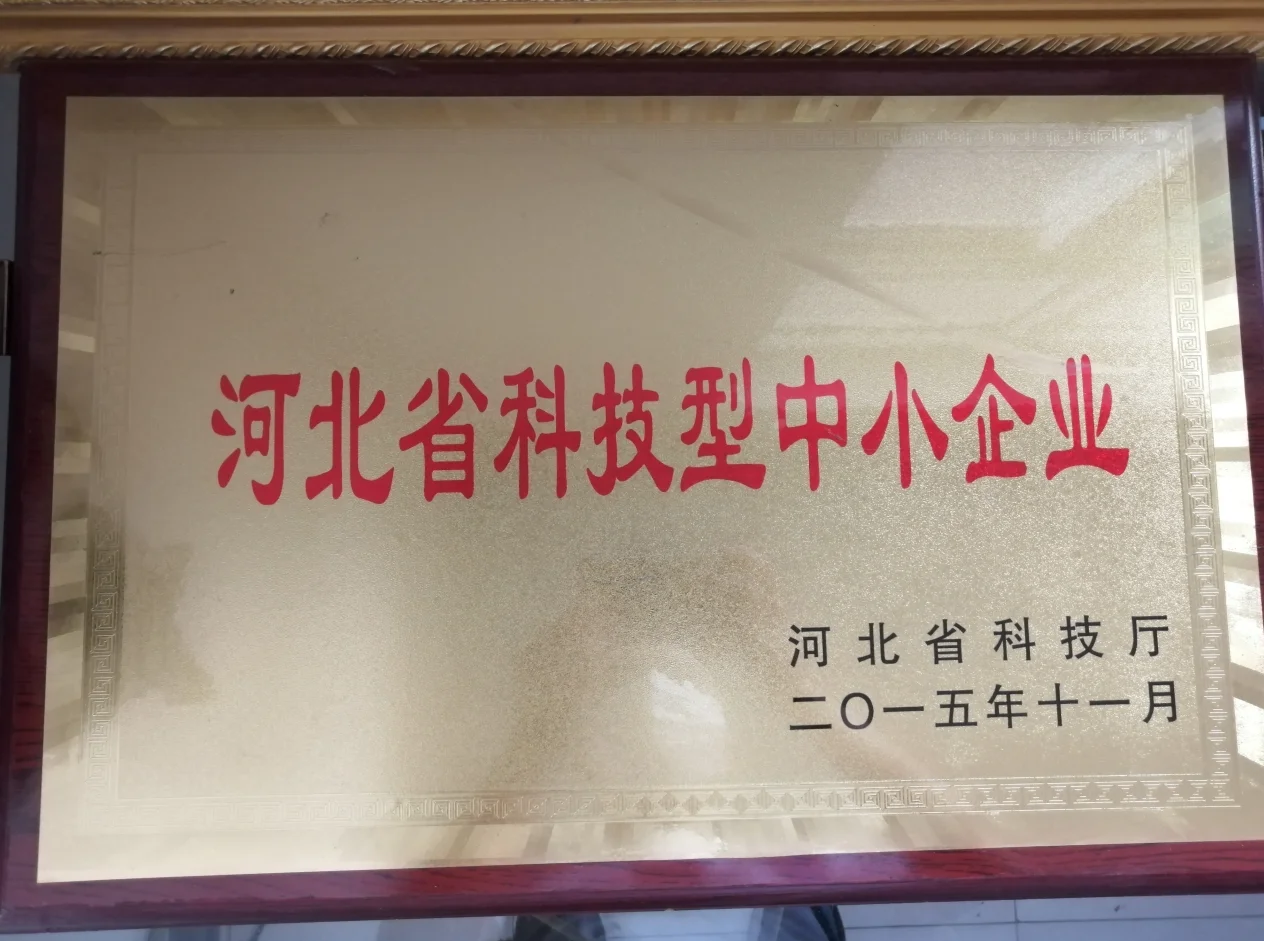 河北省科技型中小企业
河北省科技厅
二〇一五年十一月